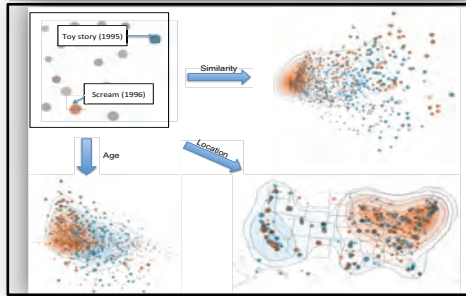 Toy story (1995)
Similarity
Scream (1996)
Age
Location